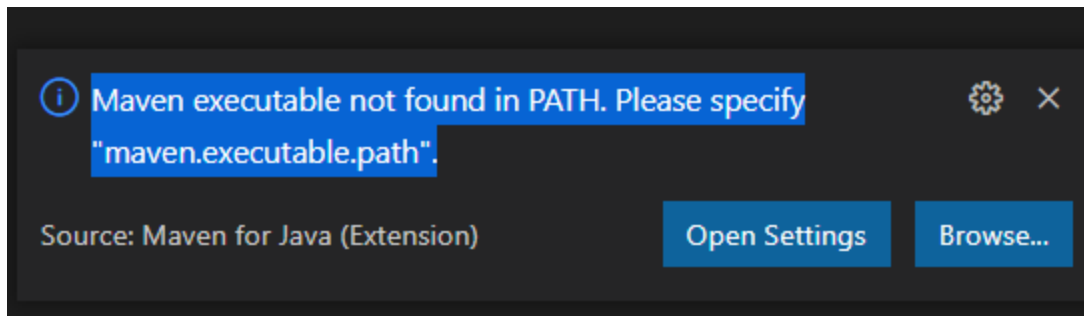 Maven executable not found in PATH. Please specify
"maven.executable.path".
Source: Maven for Java (Extension)
Open Settings
Browse...